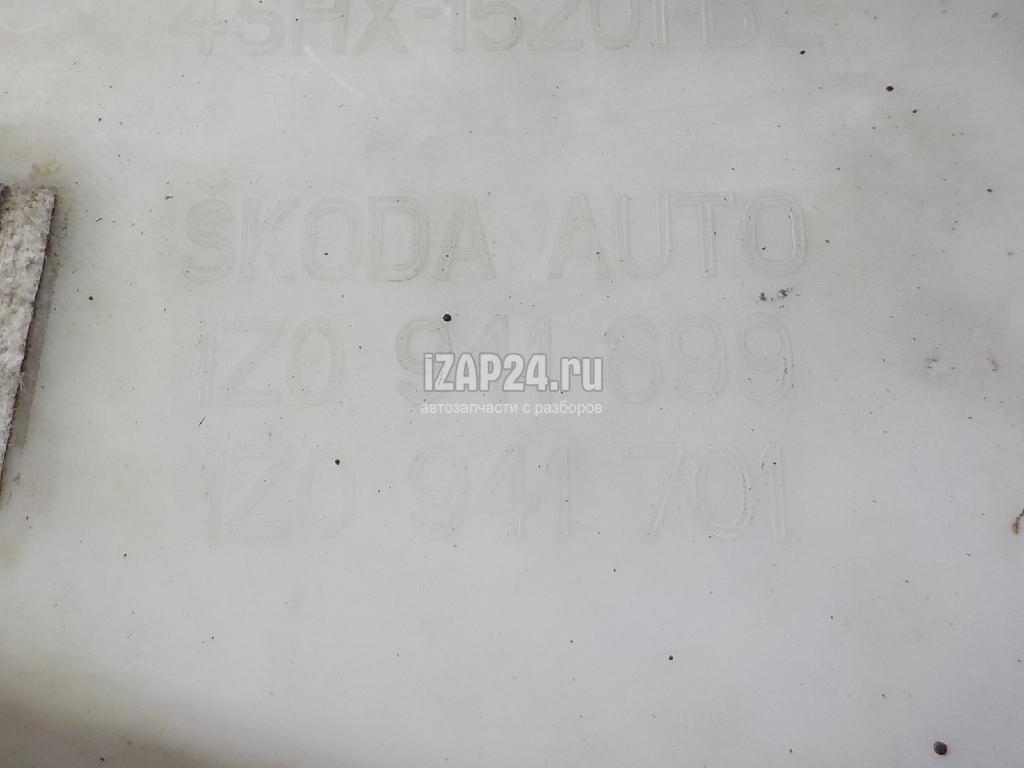 ŠKODA AUTO
1Z0 941 699
iZAP24.ru
автозапчасти с разборов
1Z0 941 701